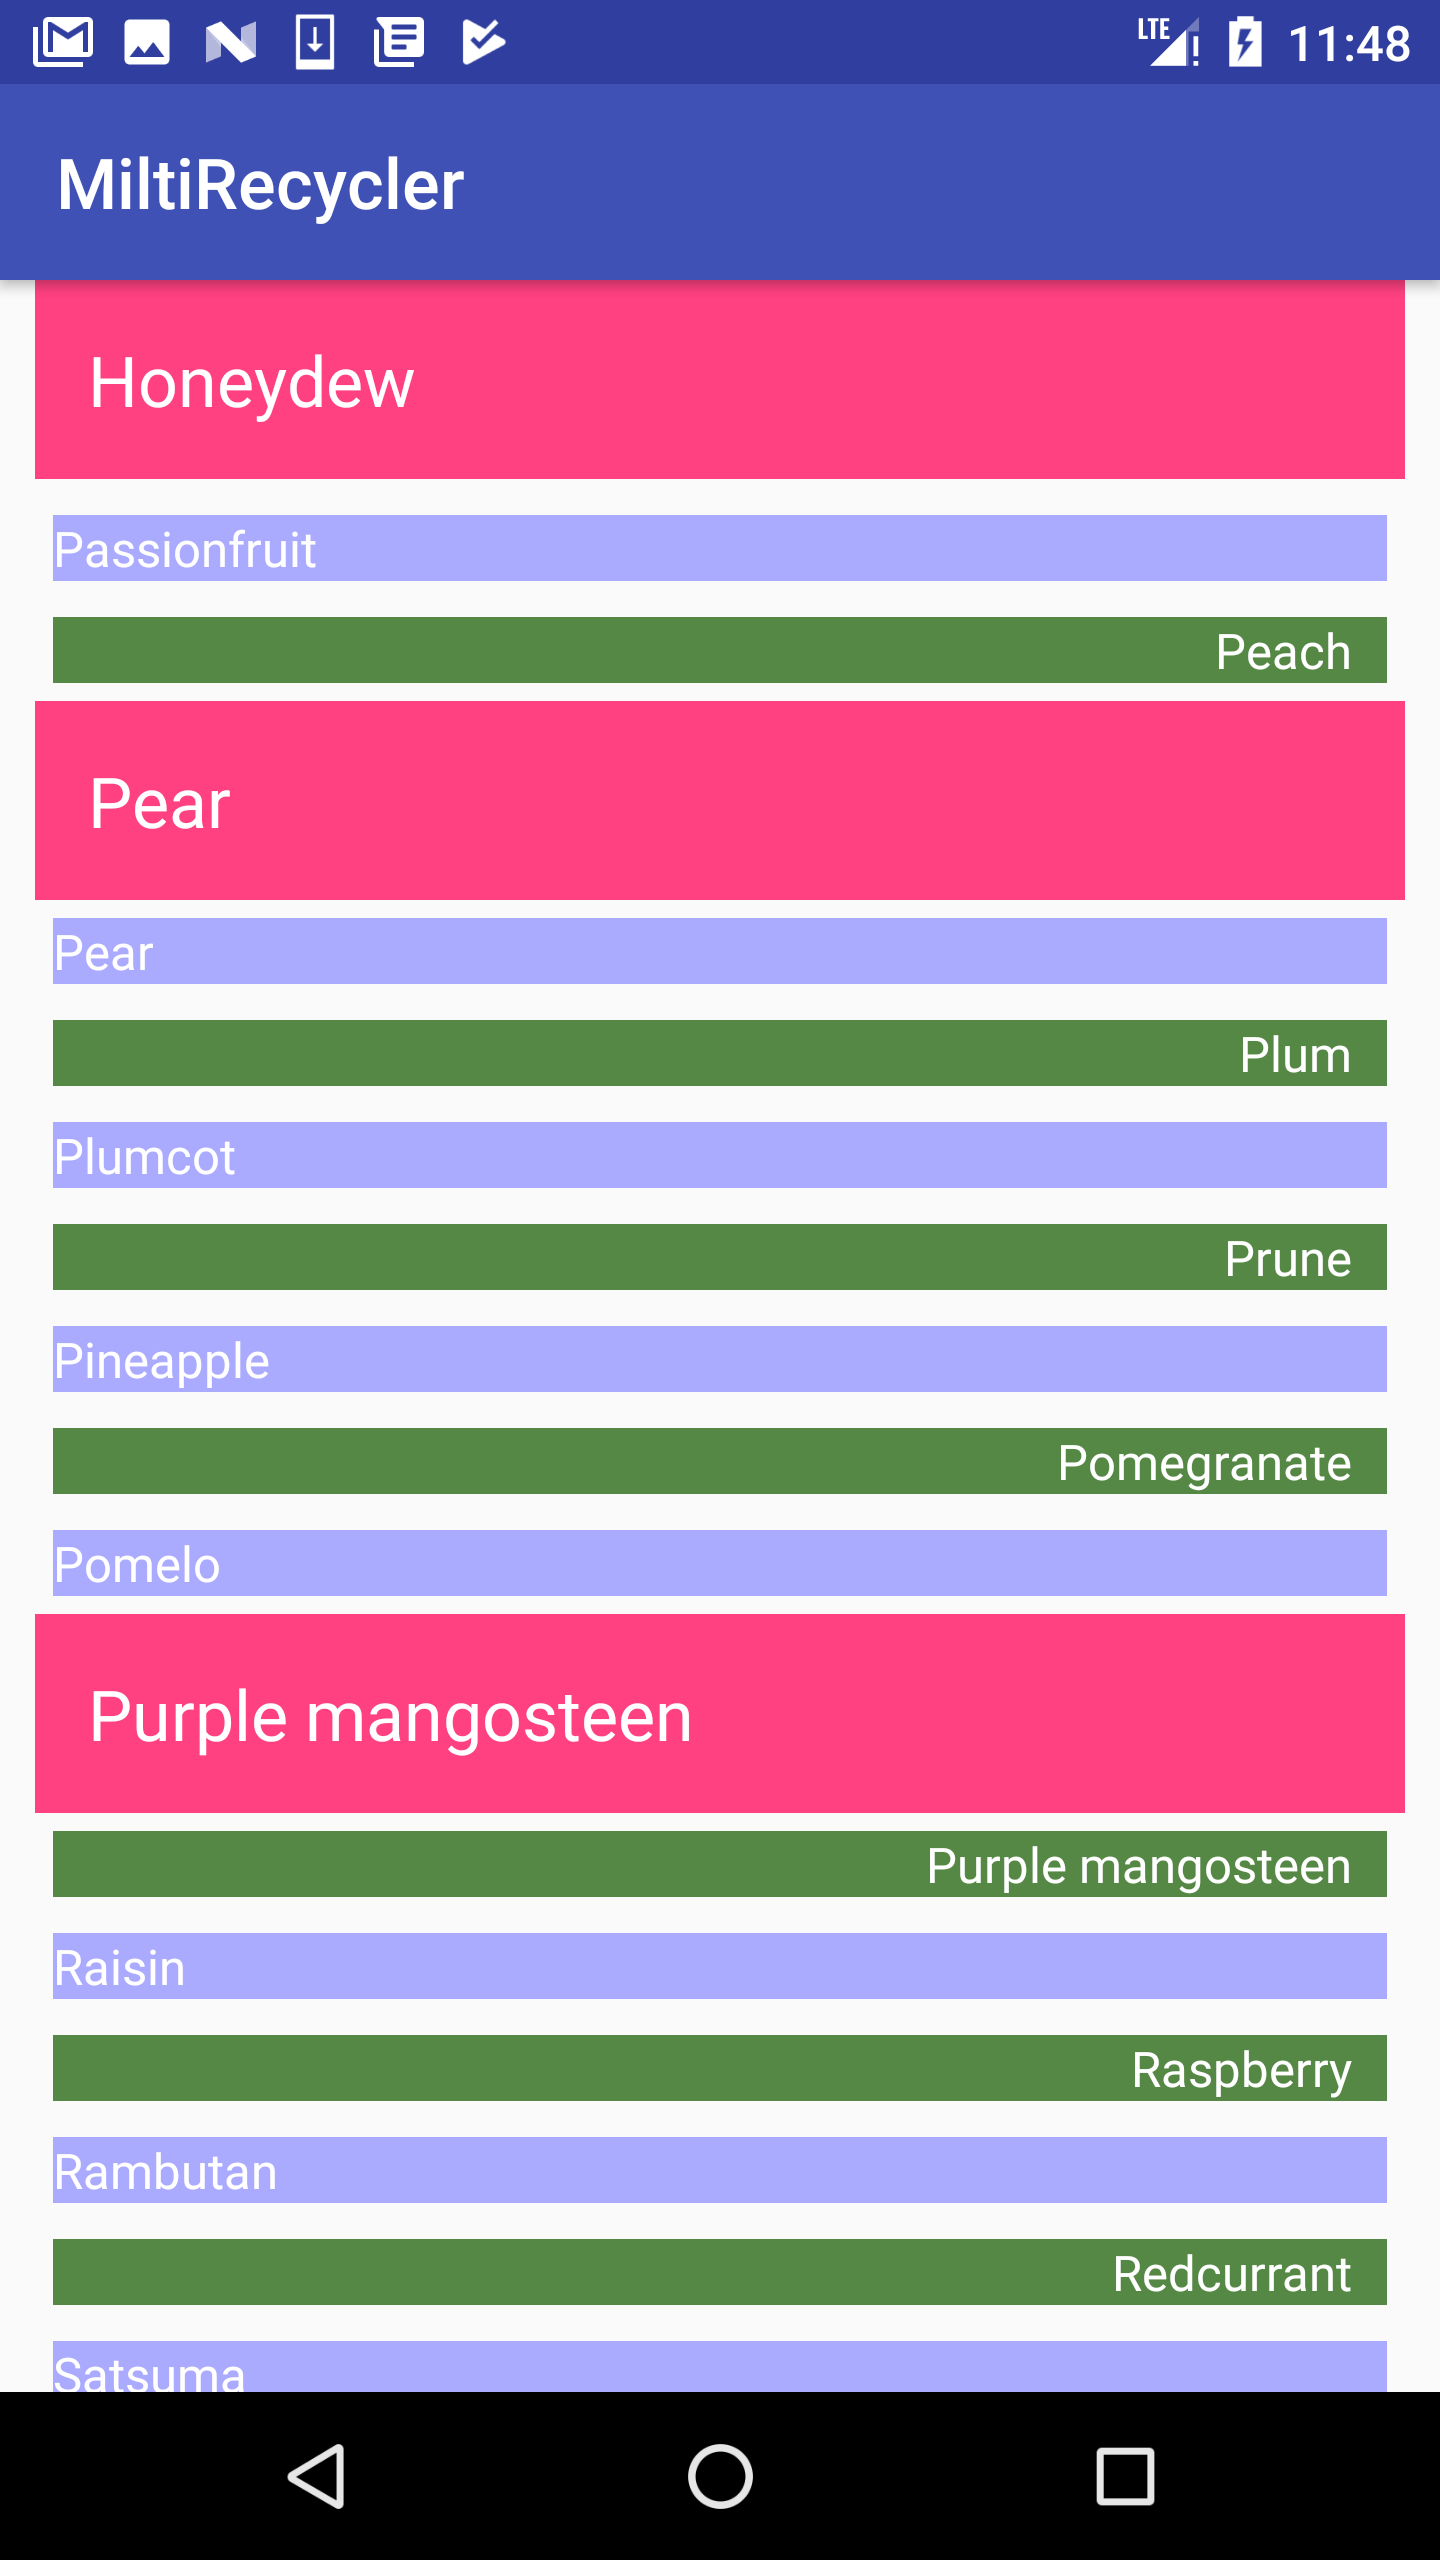 LTE 11:48
MiltiRecycler
Honeydew
Passionfruit
Peach
Pear
Pear
Plum
Plumcot
Prune
Pineapple
Pomegranate
Pomelo
Purple mangosteen
Purple mangosteen
Raisin
Raspberry
Rambutan
Redcurrant
Satsuma